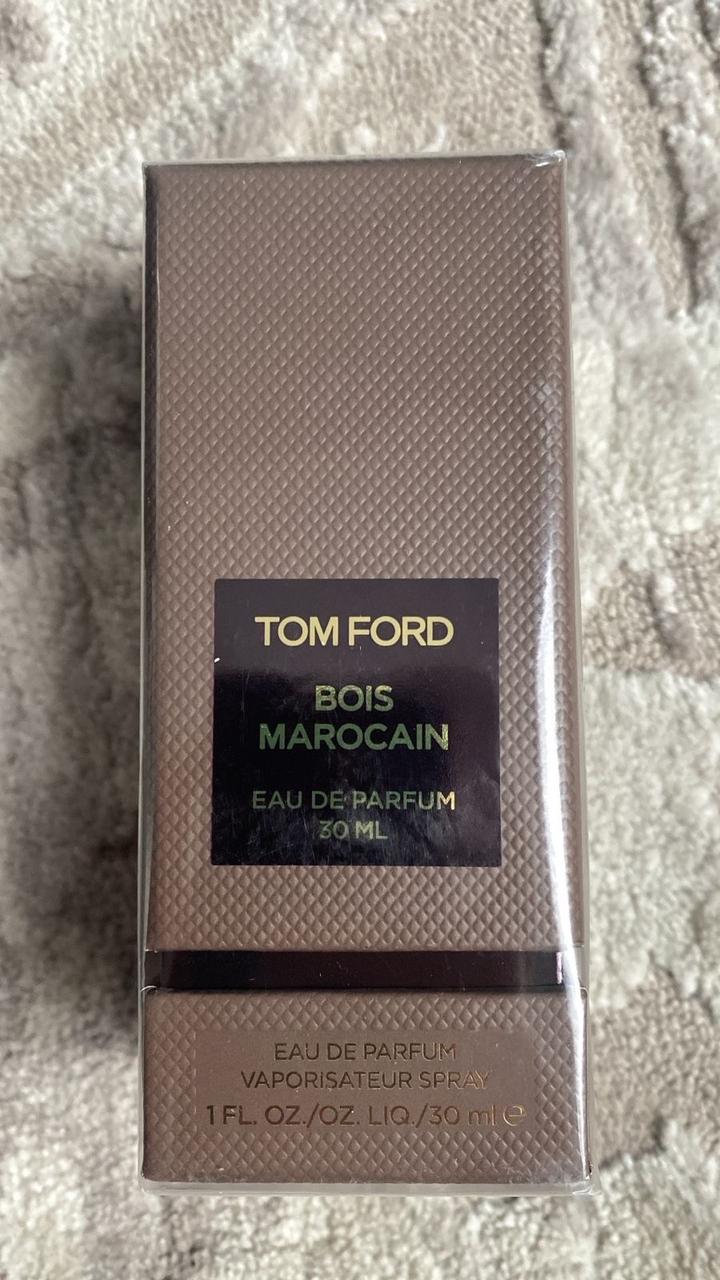 TOM FORD
BOIS
MAROCAIN
EAU DE PARFUM
30 ML
EAU DE PARFUM
VAPORISATEUR SPRAY
1 FL. OZ./OZ. LIQ./30 ml ℮